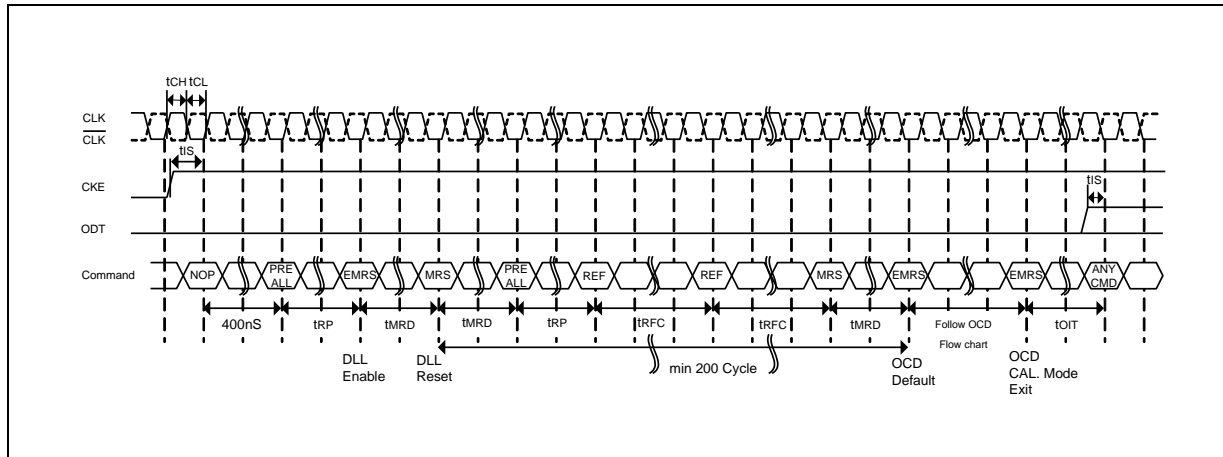 tCH tCL
CLK
CLK
tIS
CKE
tIS
ODT
Command NOP PRE ALL EMRS MRS PRE ALL REF REF MRS EMRS EMRS ANY CMD
400nS tRP tMRD tMRD tRP tRFC tRFC tMRD Follow OCD Flow chart tOIT
DLL Enable
DLL Reset
min 200 Cycle
OCD Default
OCD CAL. Mode Exit